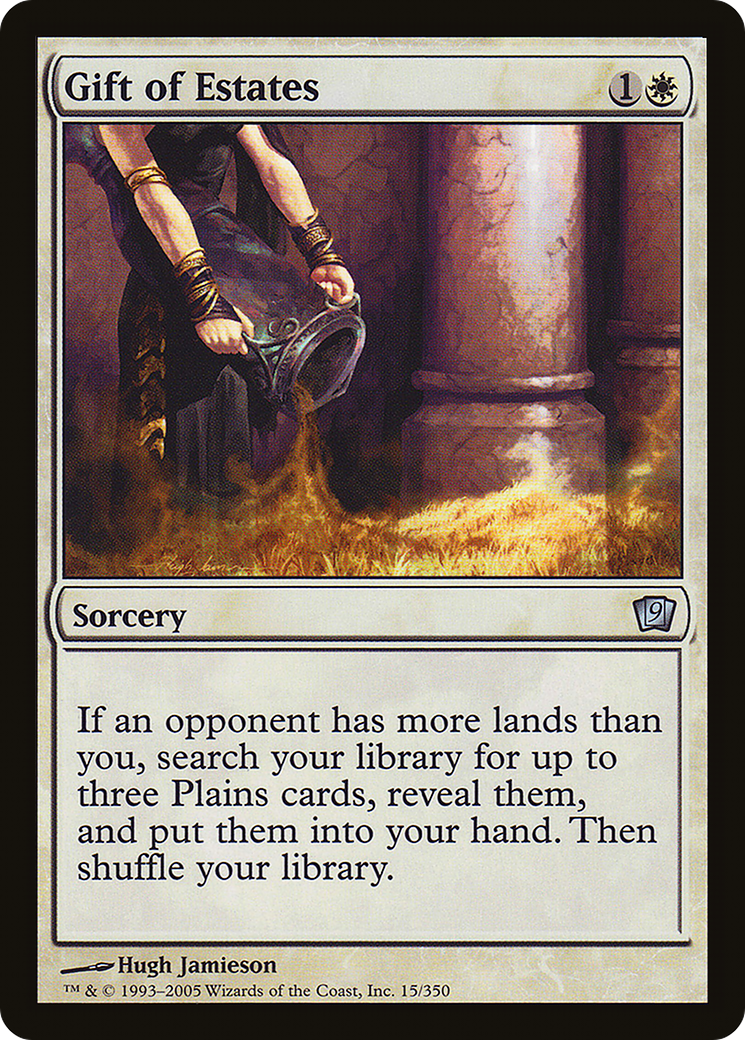 Gift of Estates 1
Sorcery 9
If an opponent has more lands than
you, search your library for up to
three Plains cards, reveal them,
and put them into your hand. Then
shuffle your library.
Hugh Jamieson
™ & © 1993–2005 Wizards of the Coast, Inc. 15/350